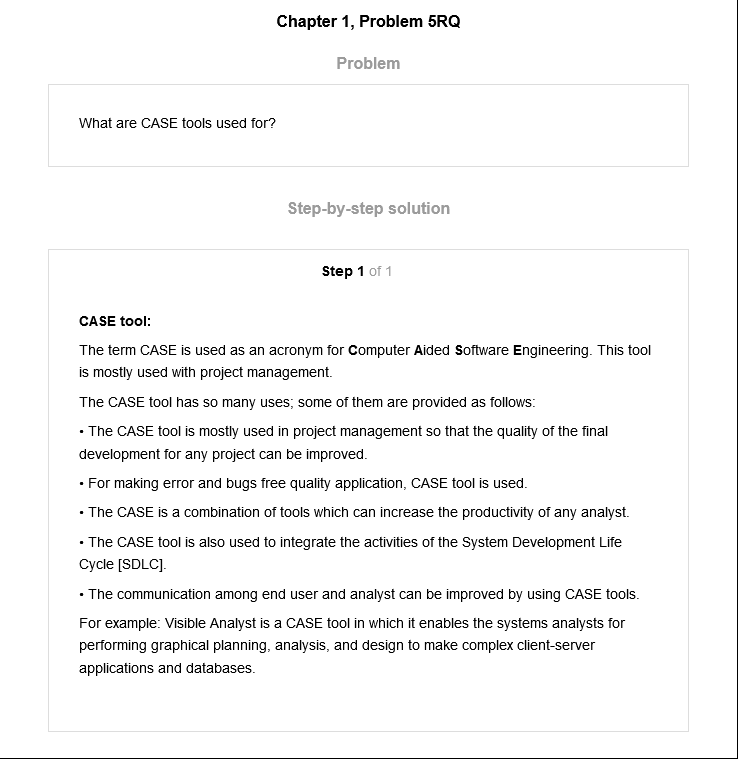 Chapter 1, Problem 5RQ
Problem
What are CASE tools used for?
Step-by-step solution
Step 1 of 1
CASE tool:
The term CASE is used as an acronym for Computer Aided Software Engineering. This tool
is mostly used with project management.
The CASE tool has so many uses; some of them are provided as follows:
• The CASE tool is mostly used in project management so that the quality of the final
development for any project can be improved.
• For making error and bugs free quality application, CASE tool is used.
• The CASE is a combination of tools which can increase the productivity of any analyst.
• The CASE tool is also used to integrate the activities of the System Development Life
Cycle [SDLC].
• The communication among end user and analyst can be improved by using CASE tools.
For example: Visible Analyst is a CASE tool in which it enables the systems analysts for
performing graphical planning, analysis, and design to make complex client-server
applications and databases.